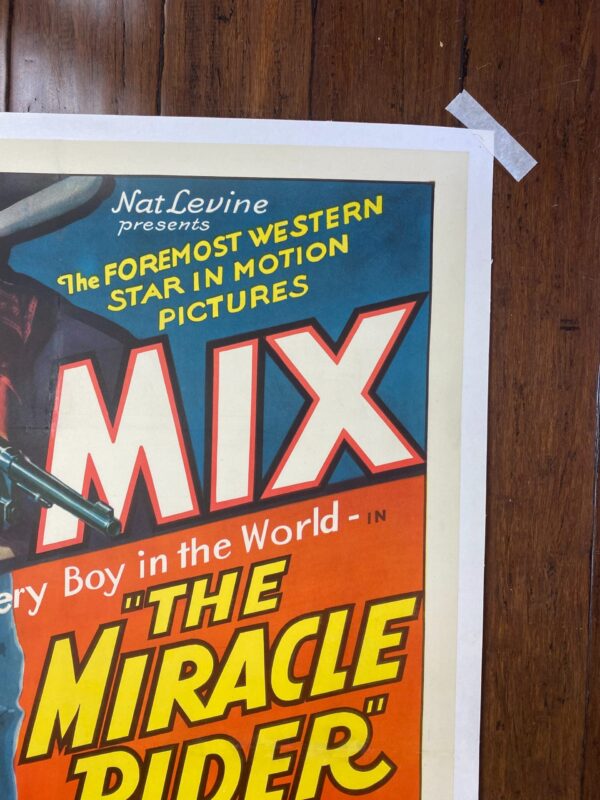 Nat Levine
presents
The FOREMOST WESTERN
STAR IN MOTION
PICTURES
MIX
ery Boy in the World - IN
"THE
MIRACLE
RIDER"